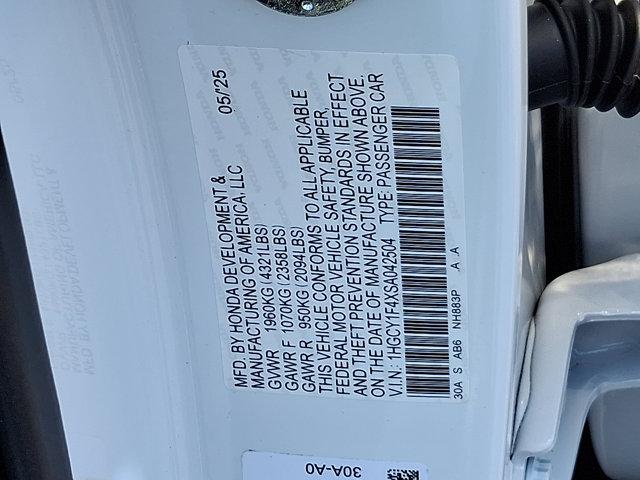 MFD. BY HONDA DEVELOPMENT &
MANUFACTURING OF AMERICA, LLC 05/'25
GVWR 1960KG (4321LBS)
GAWR F 1070KG (2358LBS)
GAWR R 950KG (2094LBS)
THIS VEHICLE CONFORMS TO ALL APPLICABLE
FEDERAL MOTOR VEHICLE SAFETY, BUMPER,
AND THEFT PREVENTION STANDARDS IN EFFECT
ON THE DATE OF MANUFACTURE SHOWN ABOVE.
V.I.N.: 1HGCY1F4XSA042504 TYPE: PASSENGER CAR
30A S AB6 NH883P .A .A
30A-A0